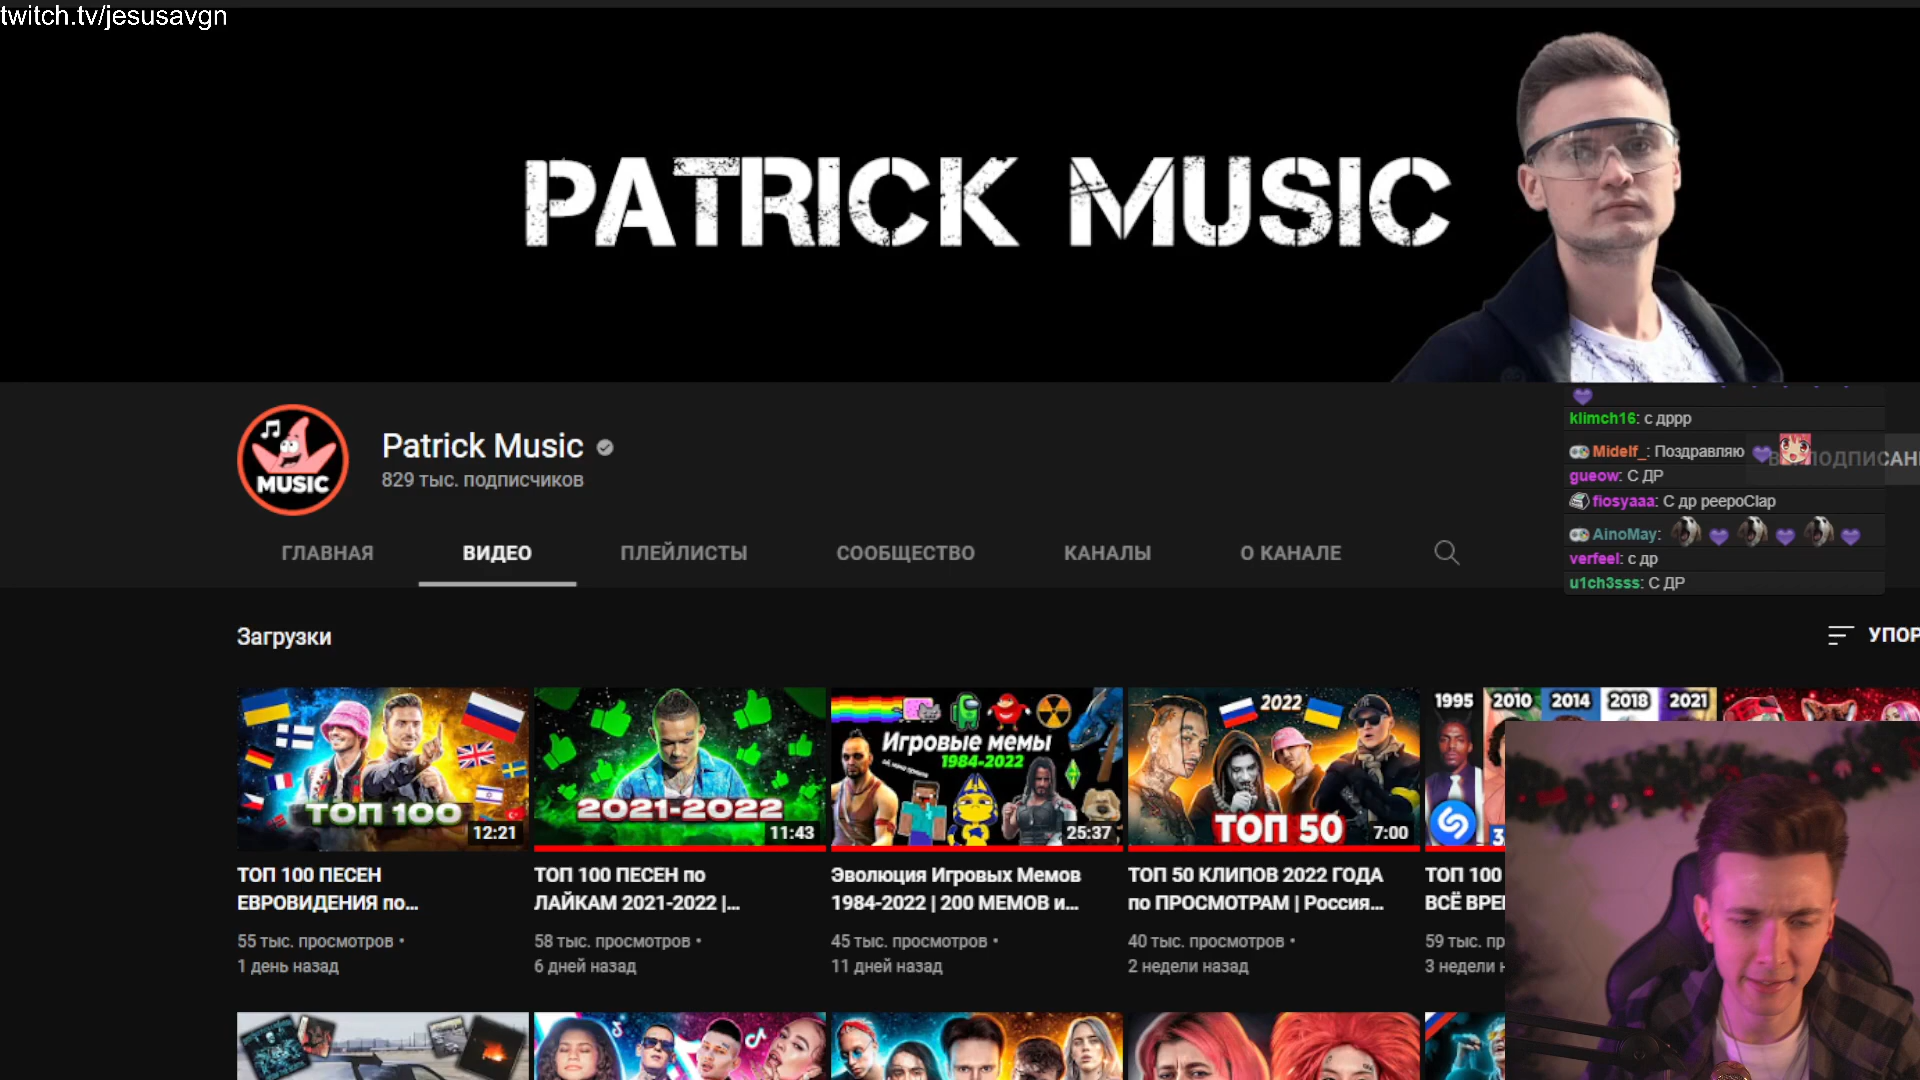 twitch.tv/jesusavgn
PATRICK MUSIC
MUSIC
Patrick Music
829 тыс. подписчиков
klimch16: с дррр
Midelf_: Поздравляю
ПОДПИСАН
gueow: С ДР
fiosyaaa: С др peepoClap
AinoMay:
verfeel: с др
u1ch3sss: С ДР
ГЛАВНАЯ ВИДЕО ПЛЕЙЛИСТЫ СООБЩЕСТВО КАНАЛЫ О КАНАЛЕ
Загрузки
УПОР
ТОП 100
12:21
2021-2022
11:43
Игровые мемы
1984-2022
25:37
2022
ТОП 50
7:00
1995 2010 2014 2018 2021
ТОП 100 ПЕСЕН
ЕВРОВИДЕНИЯ по...
55 тыс. просмотров •
1 день назад
ТОП 100 ПЕСЕН по
ЛАЙКАМ 2021-2022 |...
58 тыс. просмотров •
6 дней назад
Эволюция Игровых Мемов
1984-2022 | 200 МЕМОВ и...
45 тыс. просмотров •
11 дней назад
ТОП 50 КЛИПОВ 2022 ГОДА
по ПРОСМОТРАМ | Россия...
40 тыс. просмотров •
2 недели назад
ТОП 100
ВСЁ ВРЕ
59 тыс. пр
3 недели